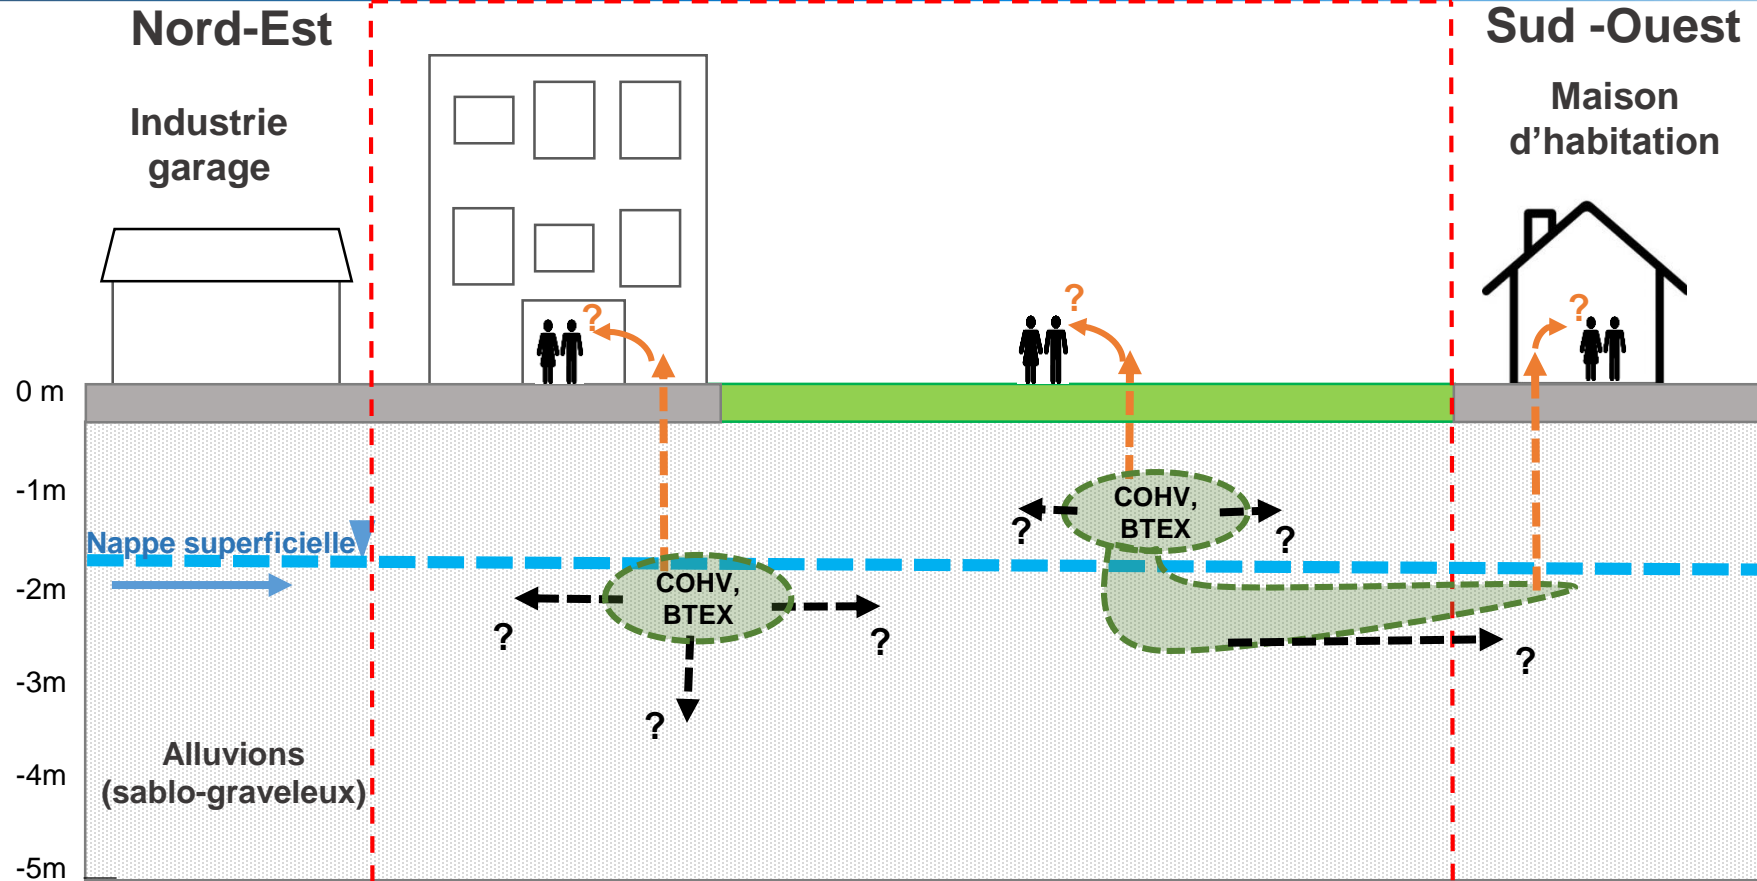 Nord-Est
Sud -Ouest
Industrie
garage
Maison
d’habitation
?
?
?
0 m
-1m
-2m
-3m
-4m
-5m
Nappe superficielle
COHV,
BTEX
?
?
COHV,
BTEX
?
?
?
?
Alluvions
(sablo-graveleux)